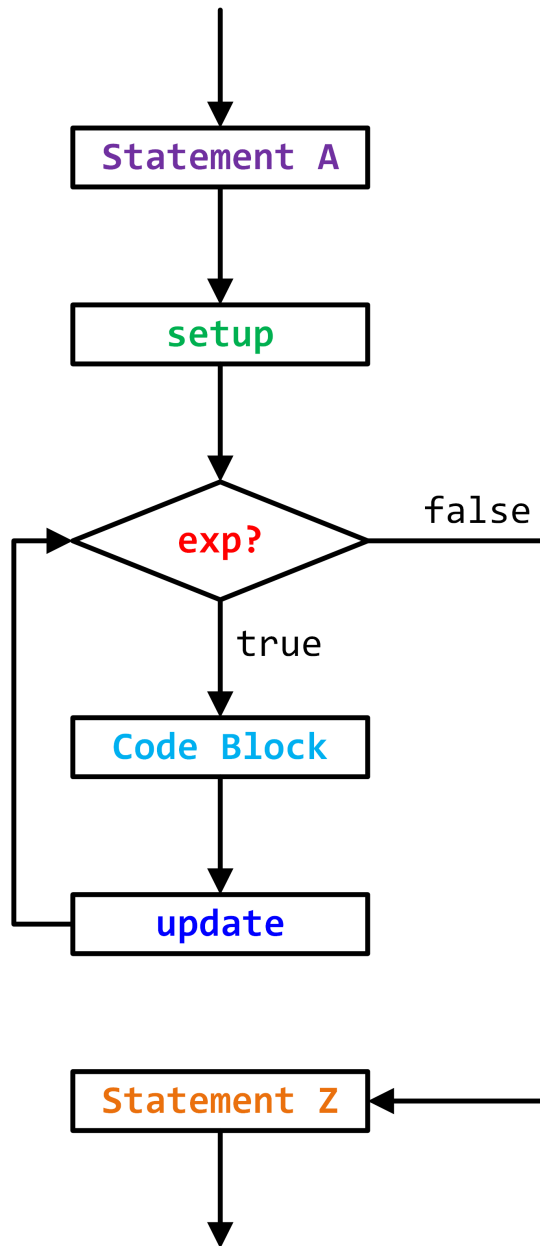 Statement A
setup
exp?
false
true
Code Block
update
Statement Z